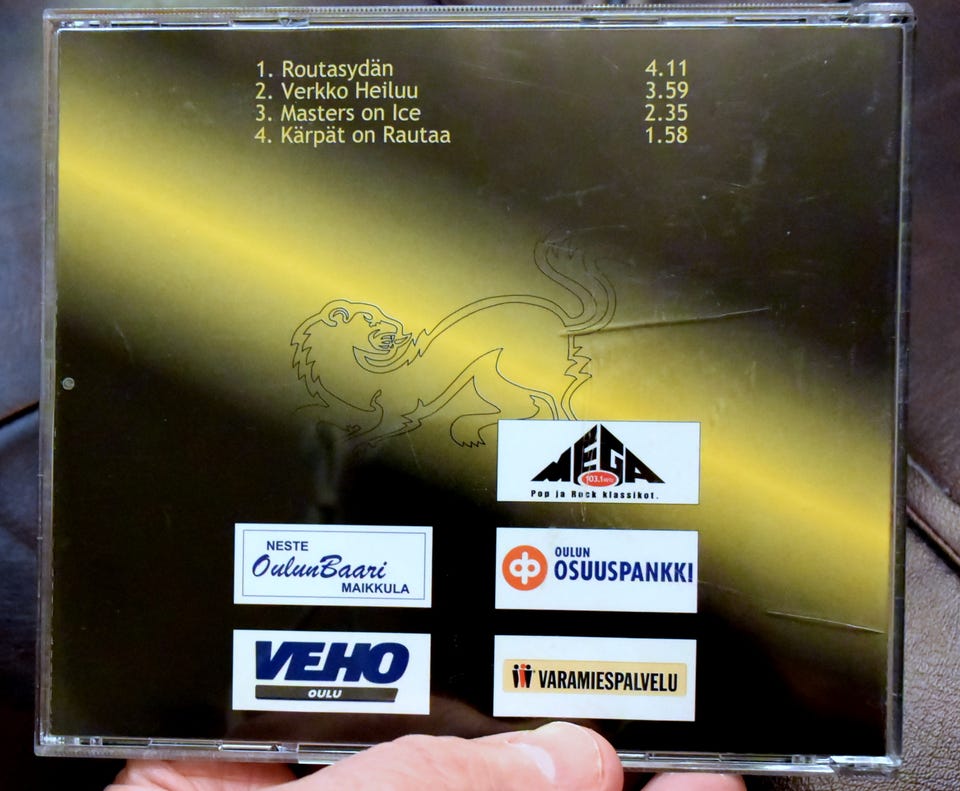 1. Routasydän 4.11
2. Verkko Heiluu 3.59
3. Masters on Ice 2.35
4. Kärpät on Rautaa 1.58
MEGA
103.1 MHz
Pop ja Rock klassikot.
NESTE
OulunBaari
MAIKKULA
OULUN
OSUUSPANKKI
VEHO
OULU
VARAMIESPALVELU